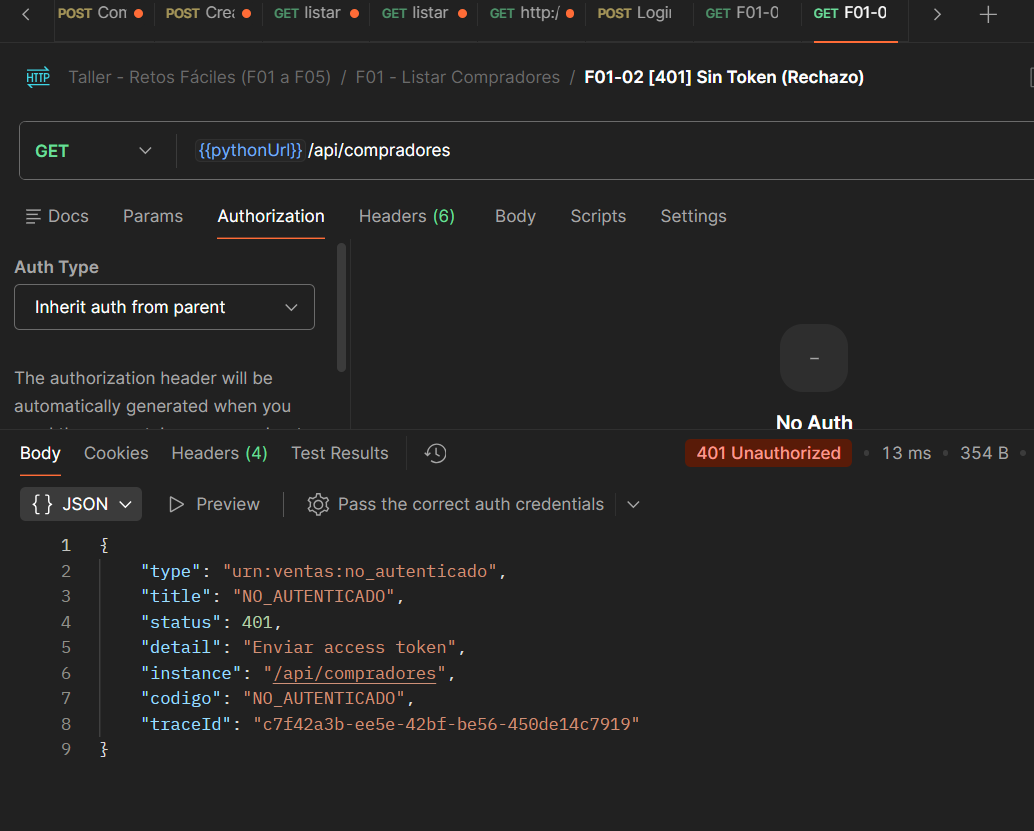 POST Con POST Crea GET listar GET listar GET http:/ POST Logii GET F01-0 GET F01-0
HTTP Taller - Retos Fáciles (F01 a F05) / F01 - Listar Compradores / F01-02 [401] Sin Token (Rechazo)
GET {{pythonUrl}} /api/compradores
Docs Params Authorization Headers (6) Body Scripts Settings
Auth Type
Inherit auth from parent
The authorization header will be
automatically generated when you
No Auth
Body Cookies Headers (4) Test Results 401 Unauthorized • 13 ms • 354 B •
{} JSON Preview Pass the correct auth credentials
1 {
2 "type": "urn:ventas:no_autenticado",
3 "title": "NO_AUTENTICADO",
4 "status": 401,
5 "detail": "Enviar access token",
6 "instance": "/api/compradores",
7 "codigo": "NO_AUTENTICADO",
8 "traceId": "c7f42a3b-ee5e-42bf-be56-450de14c7919"
9 }